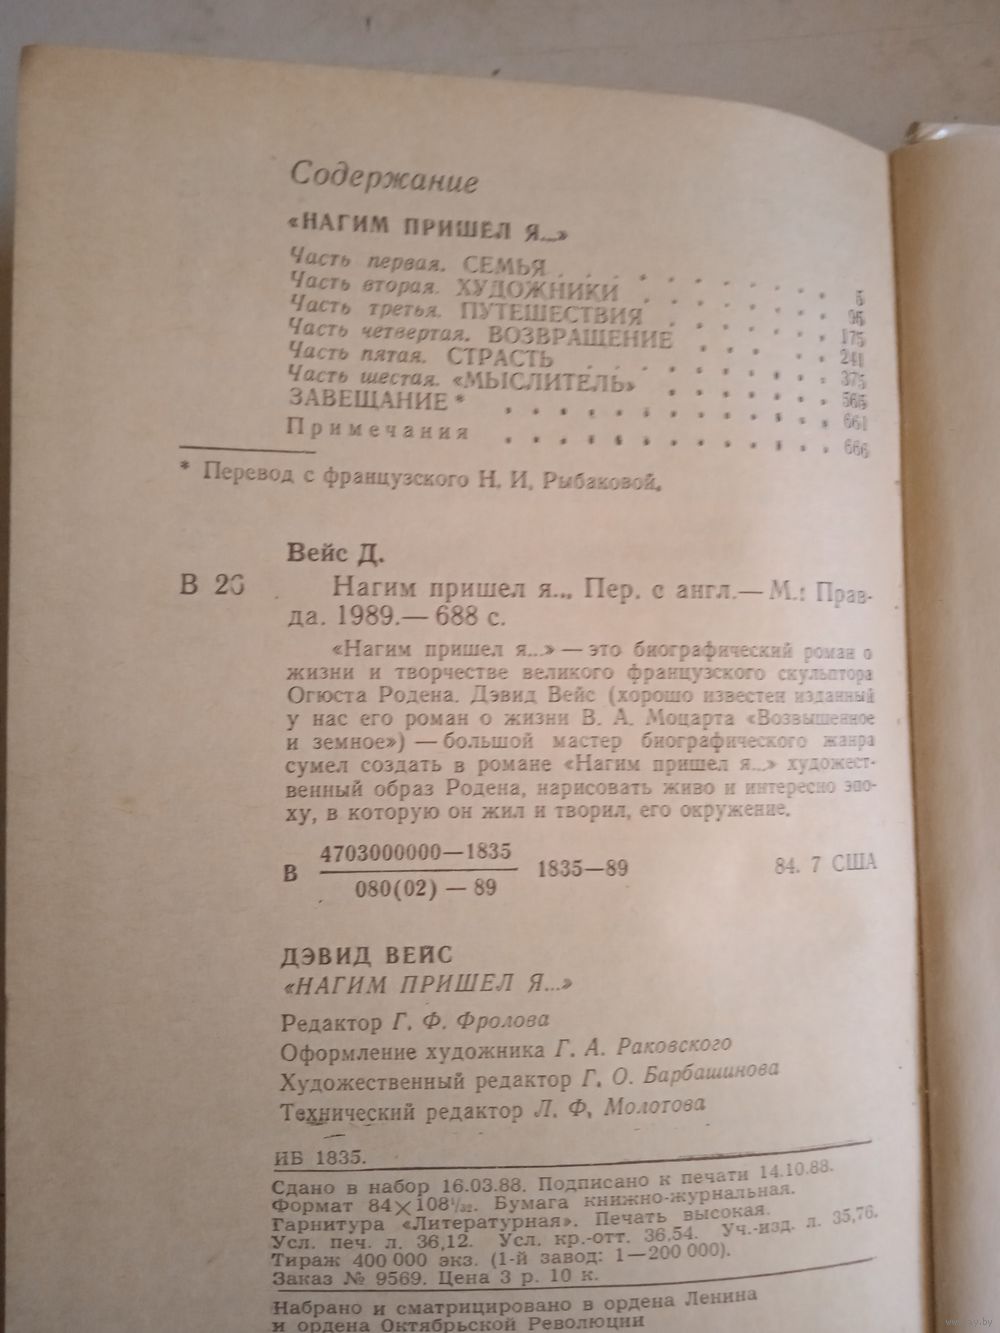 Содержание
«НАГИМ ПРИШЕЛ Я...»
Часть первая. СЕМЬЯ . . . . . . . . . 5
Часть вторая. ХУДОЖНИКИ . . . . . . . 95
Часть третья. ПУТЕШЕСТВИЯ . . . . . . 175
Часть четвертая. ВОЗВРАЩЕНИЕ . . . . . 241
Часть пятая. СТРАСТЬ . . . . . . . . . 375
Часть шестая. «МЫСЛИТЕЛЬ» . . . . . . 565
ЗАВЕЩАНИЕ * . . . . . . . . . . . . 661
Примечания . . . . . . . . . . . . 666
* Перевод с французского Н. И. Рыбаковой.
Вейс Д.
В 26 Нагим пришел я... Пер. с англ.— М.: Прав-
да. 1989.— 688 с.
«Нагим пришел я...» — это биографический роман о
жизни и творчестве великого французского скульптора
Огюста Родена. Дэвид Вейс (хорошо известен изданный
у нас его роман о жизни В. А. Моцарта «Возвышенное
и земное») — большой мастер биографического жанра
сумел создать в романе «Нагим пришел я...» художест-
венный образ Родена, нарисовать живо и интересно эпо-
ху, в которую он жил и творил, его окружение.
4703000000—1835
В 1835—89 84. 7 США
080(02) — 89
ДЭВИД ВЕЙС
«НАГИМ ПРИШЕЛ Я...»
Редактор Г. Ф. Фролова
Оформление художника Г. А. Раковского
Художественный редактор Г. О. Барбашинова
Технический редактор Л. Ф. Молотова
ИБ 1835.
Сдано в набор 16.03.88. Подписано к печати 14.10.88.
Формат 84×108¹/₃₂. Бумага книжно-журнальная.
Гарнитура «Литературная». Печать высокая.
Усл. печ. л. 36,12. Усл. кр.-отт. 36,54. Уч.-изд. л. 35,76.
Тираж 400 000 экз. (1-й завод: 1—200 000).
Заказ № 9569. Цена 3 р. 10 к.
Набрано и сматрицировано в ордена Ленина
и ордена Октябрьской Революции